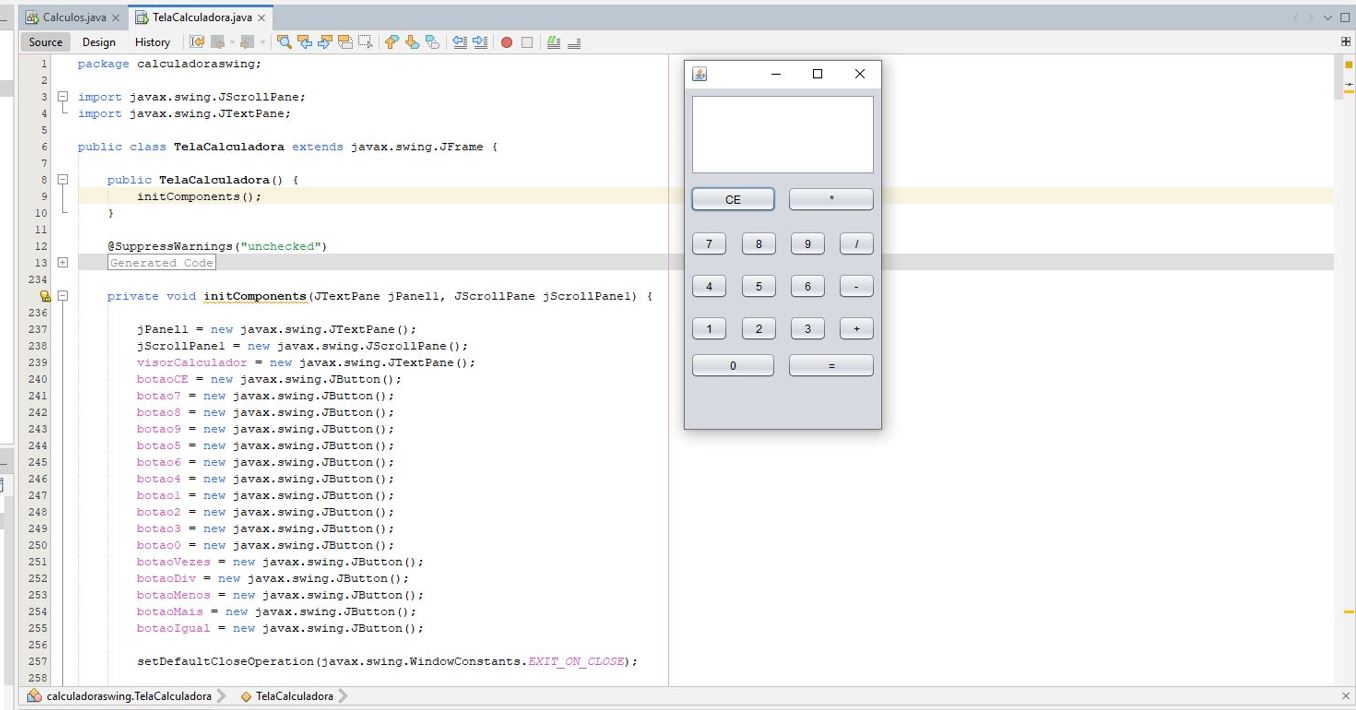 Calculos.java
TelaCalculadora.java
Source Design History
1 package calculadoraswing;
2
3 import javax.swing.JScrollPane;
4 import javax.swing.JTextPane;
5
6 public class TelaCalculadora extends javax.swing.JFrame {
7
8 public TelaCalculadora() {
9 initComponents();
10 }
11
12 @SuppressWarnings("unchecked")
13 Generated Code
234
private void initComponents(JTextPane jPanel1, JScrollPane jScrollPane1) {
236
237 jPanel1 = new javax.swing.JTextPane();
238 jScrollPane1 = new javax.swing.JScrollPane();
239 visorCalculador = new javax.swing.JTextPane();
240 botaoCE = new javax.swing.JButton();
241 botao7 = new javax.swing.JButton();
242 botao8 = new javax.swing.JButton();
243 botao9 = new javax.swing.JButton();
244 botao5 = new javax.swing.JButton();
245 botao6 = new javax.swing.JButton();
246 botao4 = new javax.swing.JButton();
247 botao1 = new javax.swing.JButton();
248 botao2 = new javax.swing.JButton();
249 botao3 = new javax.swing.JButton();
250 botao0 = new javax.swing.JButton();
251 botaoVezes = new javax.swing.JButton();
252 botaoDiv = new javax.swing.JButton();
253 botaoMenos = new javax.swing.JButton();
254 botaoMais = new javax.swing.JButton();
255 botaoIgual = new javax.swing.JButton();
256
257 setDefaultCloseOperation(javax.swing.WindowConstants.EXIT_ON_CLOSE);
258
CE *
7 8 9 /
4 5 6 -
1 2 3 +
0 =
calculadoraswing.TelaCalculadora TelaCalculadora